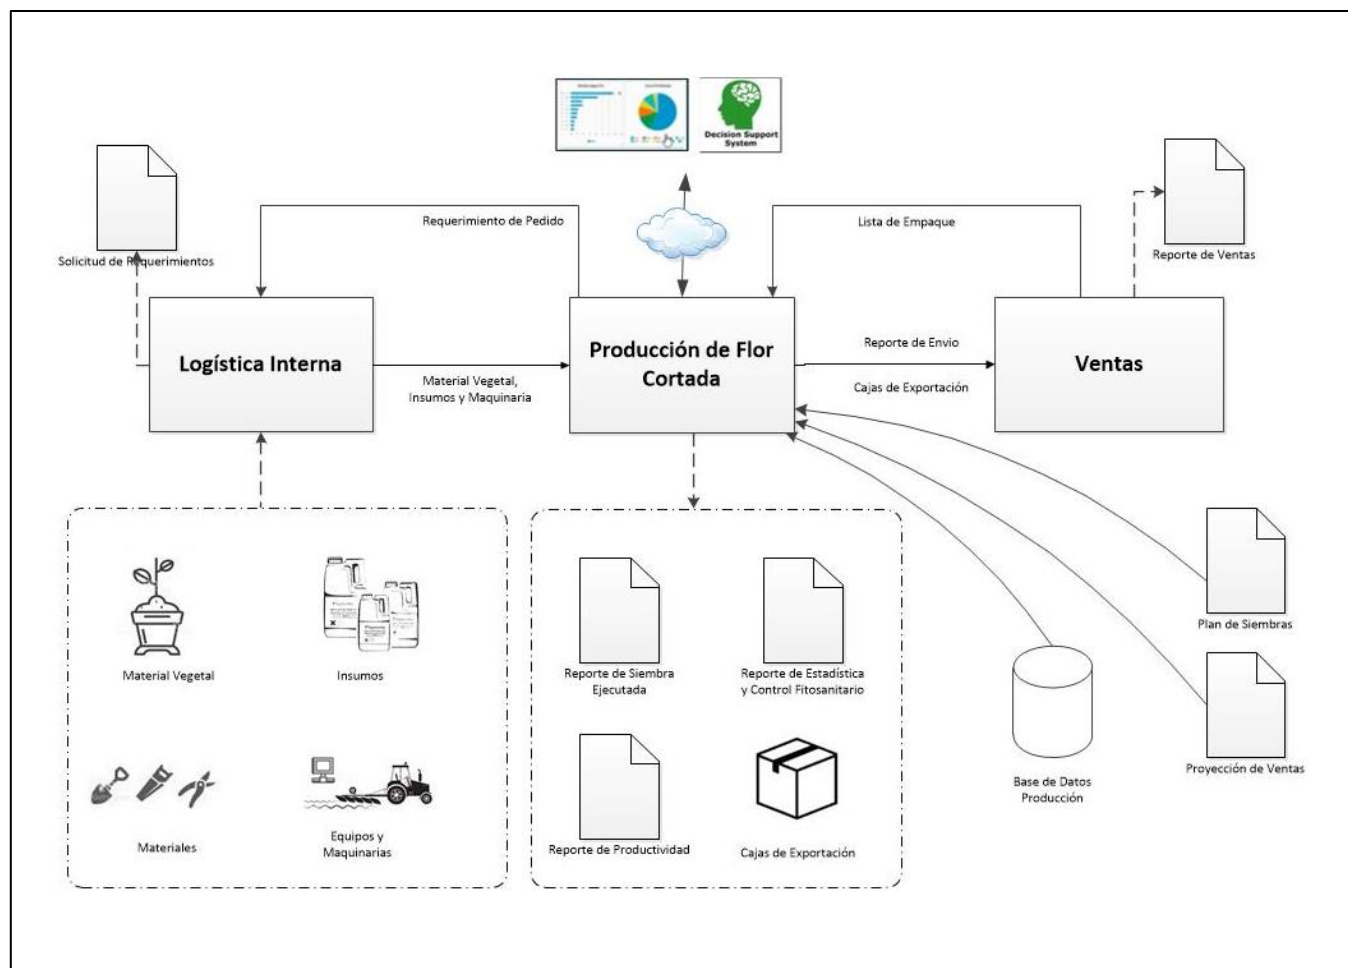 Decision Support
System
Requerimiento de Pedido
Lista de Empaque
Solicitud de Requerimientos
Reporte de Ventas
Logística Interna
Producción de Flor
Cortada
Ventas
Reporte de Envio
Cajas de Exportación
Material Vegetal,
Insumos y Maquinaria
Material Vegetal
Insumos
Materiales
Equipos y
Maquinarias
Reporte de Siembra
Ejecutada
Reporte de Estadística
y Control Fitosanitario
Reporte de Productividad
Cajas de Exportación
Plan de Siembras
Base de Datos
Producción
Proyección de Ventas